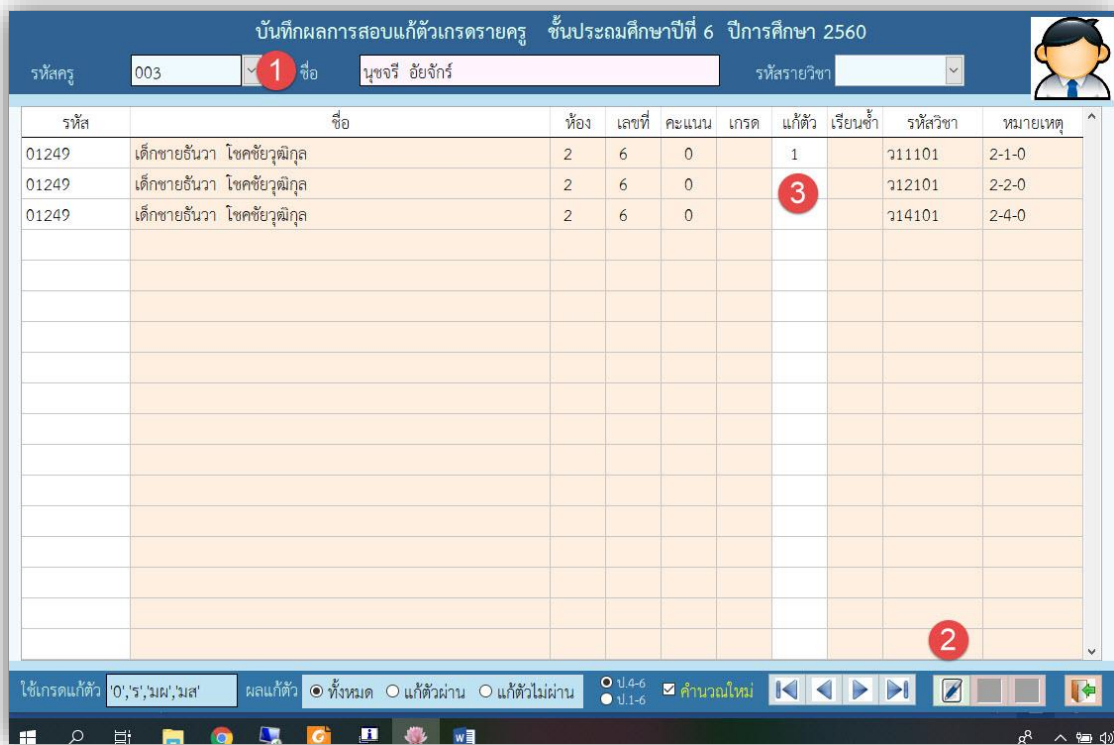 บันทึกผลการสอบแก้ตัวเกรดรายครู ชั้นประถมศึกษาปีที่ 6 ปีการศึกษา 2560
รหัสครู 003 1 ชื่อ นุชจรี อัยจักร์ รหัสรายวิชา
รหัส ชื่อ ห้อง เลขที่ คะแนน เกรด แก้ตัว เรียนซ้ำ รหัสวิชา หมายเหตุ
01249 เด็กชายธันวา โชคชัยวุฒิกุล 2 6 0 1 ว11101 2-1-0
01249 เด็กชายธันวา โชคชัยวุฒิกุล 2 6 0 3 ว12101 2-2-0
01249 เด็กชายธันวา โชคชัยวุฒิกุล 2 6 0 ว14101 2-4-0
2
ใช้เกรดแก้ตัว '0','ร','มผ','มส' ผลแก้ตัว ทั้งหมด แก้ตัวผ่าน แก้ตัวไม่ผ่าน ป.4-6 คำนวณใหม่
ป.1-6